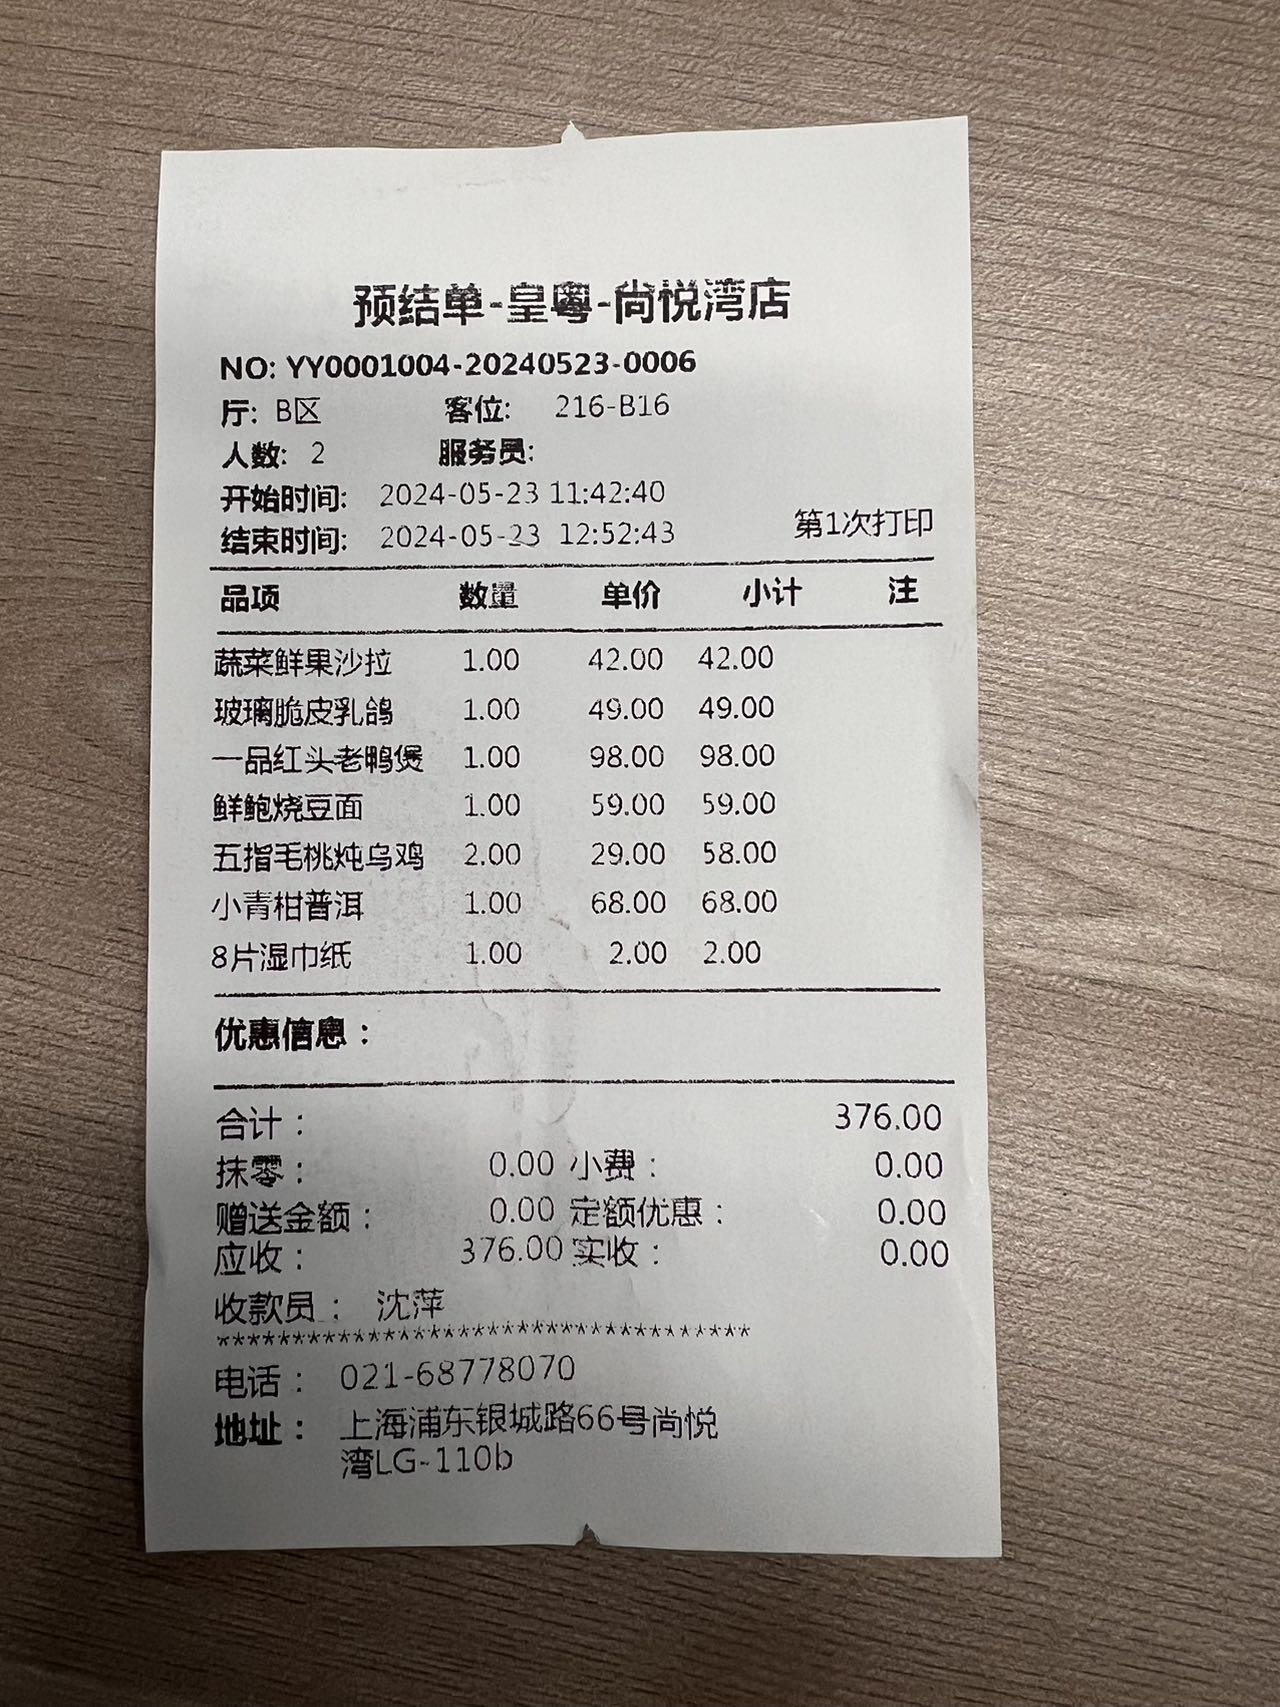 预结单-皇粤-尚悦湾店
NO: YY0001004-20240523-0006
厅: B区 客位: 216-B16
人数: 2 服务员:
开始时间: 2024-05-23 11:42:40
结束时间: 2024-05-23 12:52:43 第1次打印
品项 数量 单价 小计 注
蔬菜鲜果沙拉 1.00 42.00 42.00
玻璃脆皮乳鸽 1.00 49.00 49.00
一品红头老鸭煲 1.00 98.00 98.00
鲜鲍烧豆面 1.00 59.00 59.00
五指毛桃炖乌鸡 2.00 29.00 58.00
小青柑普洱 1.00 68.00 68.00
8片湿巾纸 1.00 2.00 2.00
优惠信息：
合计： 376.00
抹零： 0.00 小费： 0.00
赠送金额： 0.00 定额优惠： 0.00
应收： 376.00 实收： 0.00
收款员： 沈萍
************************************
电话： 021-68778070
地址： 上海浦东银城路66号尚悦
湾LG-110b